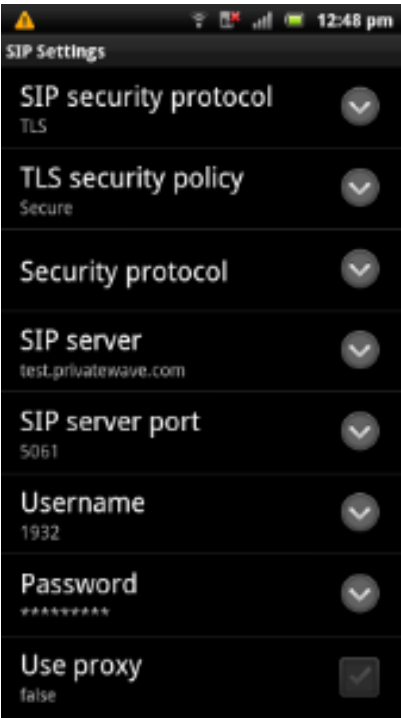 12:48 pm
SIP Settings
SIP security protocol
TLS
TLS security policy
Secure
Security protocol
SIP server
test.privatewave.com
SIP server port
5061
Username
1932
Password
*********
Use proxy
false